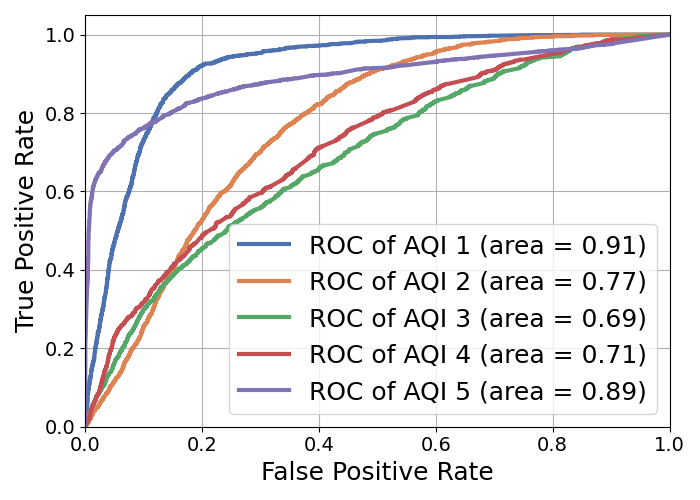 True Positive Rate
1.0
0.8
0.6
0.4
0.2
0.0
ROC of AQI 1 (area = 0.91)
ROC of AQI 2 (area = 0.77)
ROC of AQI 3 (area = 0.69)
ROC of AQI 4 (area = 0.71)
ROC of AQI 5 (area = 0.89)
0.0 0.2 0.4 0.6 0.8 1.0
False Positive Rate